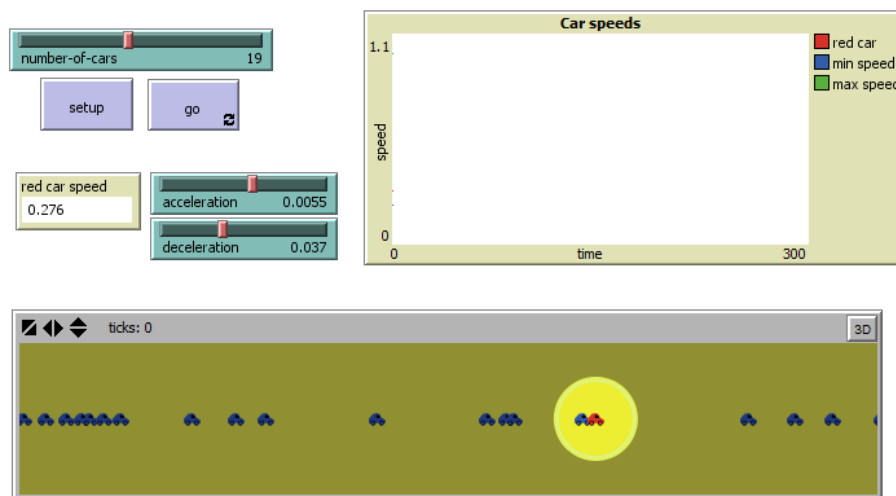 number-of-cars 19
setup
go
red car speed
0.276
acceleration 0.0055
deceleration 0.037
Car speeds
1.1
speed
0
0 time 300
red car
min speed
max speed
ticks: 0
3D